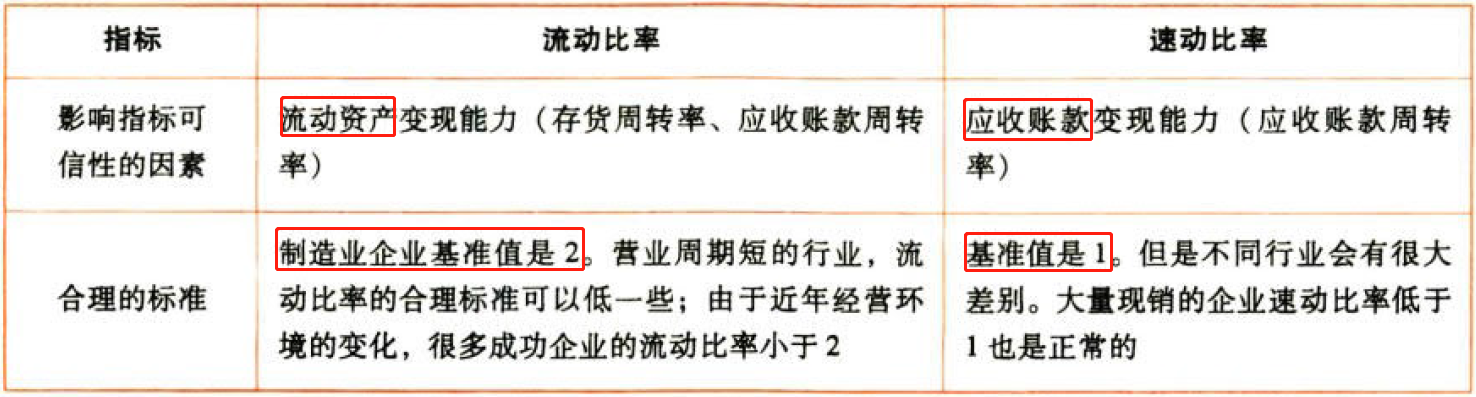 指标
流动比率
速动比率
影响指标可
信性的因素
流动资产变现能力（存货周转率、应收账款周转
率）
应收账款变现能力（应收账款周转
率）
合理的标准
制造业企业基准值是2。营业周期短的行业，流
动比率的合理标准可以低一些；由于近年经营环
境的变化，很多成功企业的流动比率小于2
基准值是1。但是不同行业会有很大
差别。大量现销的企业速动比率低于
1也是正常的